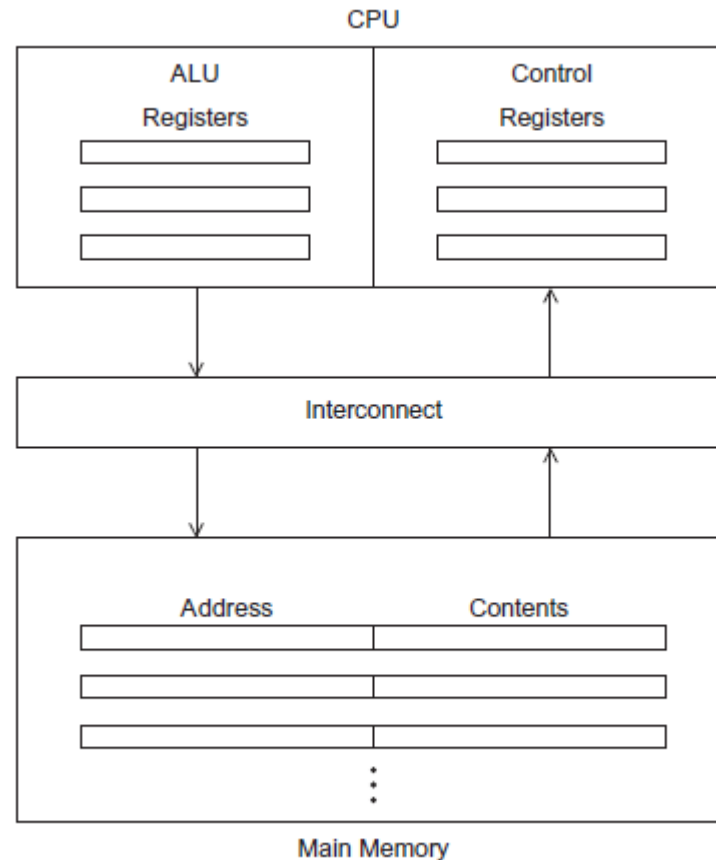 CPU
ALU
Control
Registers
Registers
Interconnect
Address
Contents
Main Memory